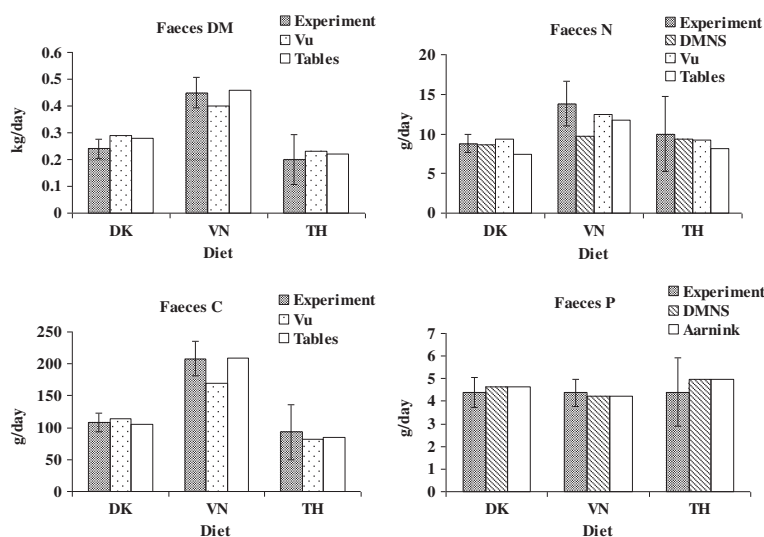 Faeces DM
Experiment
Vu
Tables
kg/day
0.6
0.5
0.4
0.3
0.2
0.1
0
DK
VN
TH
Diet
Faeces N
Experiment
DMNS
Vu
Tables
g/day
20
15
10
5
0
DK
VN
TH
Diet
Faeces C
Experiment
Vu
Tables
g/day
250
200
150
100
50
0
DK
VN
TH
Diet
Faeces P
Experiment
DMNS
Aarnink
g/day
7
6
5
4
3
2
1
0
DK
VN
TH
Diet